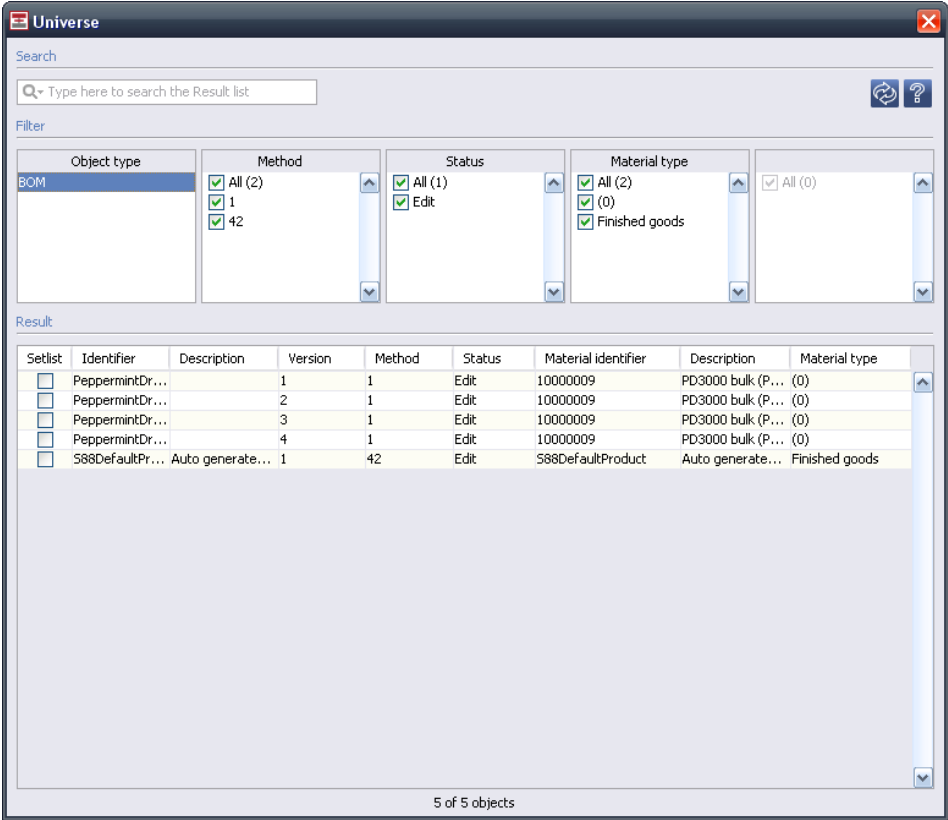 Universe
Search
Type here to search the Result list
Filter
Object type Method Status Material type
BOM All (2) All (1) All (2) All (0)
1 Edit (0)
42 Finished goods
Result
Setlist Identifier Description Version Method Status Material identifier Description Material type
PeppermintDr... 1 1 Edit 10000009 PD3000 bulk (P... (0)
PeppermintDr... 2 1 Edit 10000009 PD3000 bulk (P... (0)
PeppermintDr... 3 1 Edit 10000009 PD3000 bulk (P... (0)
PeppermintDr... 4 1 Edit 10000009 PD3000 bulk (P... (0)
S88DefaultPr... Auto generate... 1 42 Edit S88DefaultProduct Auto generate... Finished goods
5 of 5 objects